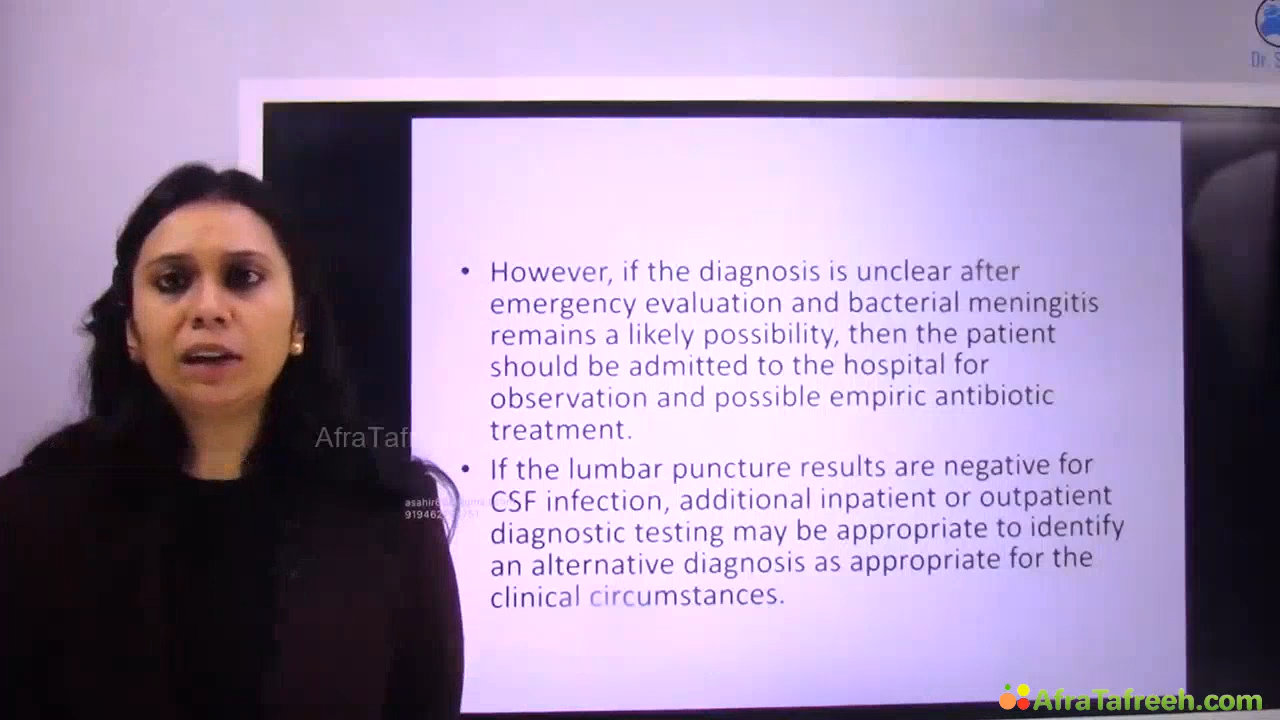 Dr. S
• However, if the diagnosis is unclear after
emergency evaluation and bacterial meningitis
remains a likely possibility, then the patient
should be admitted to the hospital for
observation and possible empiric antibiotic
treatment.
• If the lumbar puncture results are negative for
CSF infection, additional inpatient or outpatient
diagnostic testing may be appropriate to identify
an alternative diagnosis as appropriate for the
clinical circumstances.
AfraTaf
AfraTafreeh.com